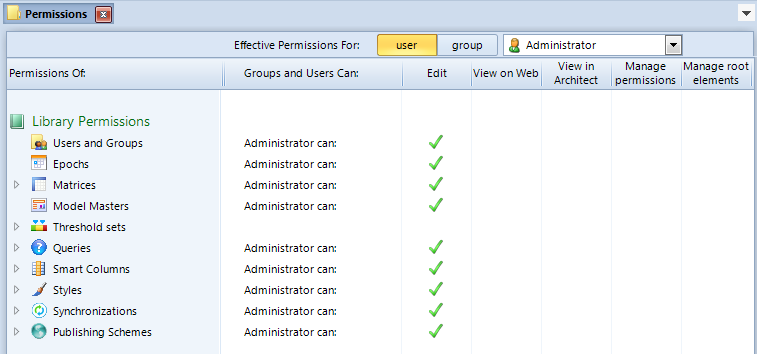 Permissions x
Effective Permissions For: user group Administrator
Permissions Of: Groups and Users Can: Edit View on Web View in Architect Manage permissions Manage root elements
Library Permissions
Users and Groups Administrator can:
Epochs Administrator can:
Matrices Administrator can:
Model Masters Administrator can:
Threshold sets
Queries Administrator can:
Smart Columns Administrator can:
Styles Administrator can:
Synchronizations Administrator can:
Publishing Schemes Administrator can: